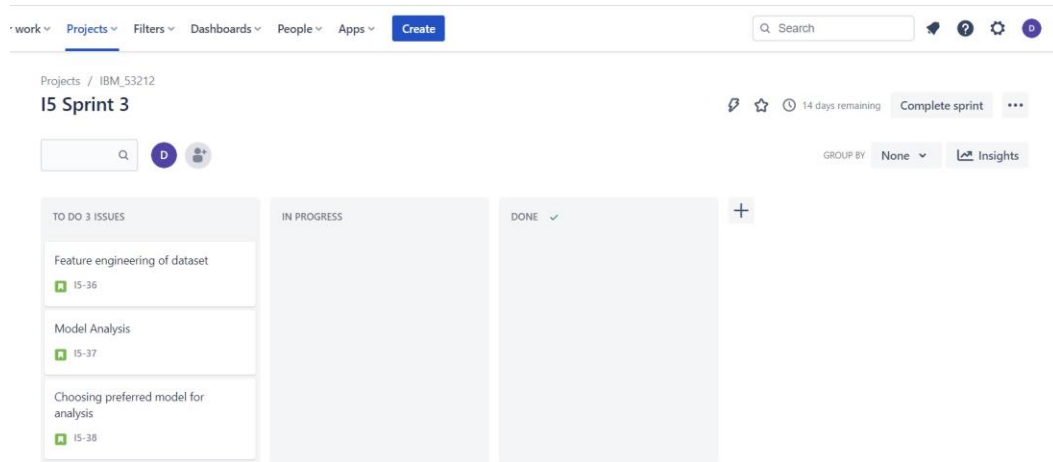 work Projects Filters Dashboards People Apps Create Search D
Projects / IBM_53212
I5 Sprint 3
14 days remaining Complete sprint
D
GROUP BY None Insights
TO DO 3 ISSUES IN PROGRESS DONE
Feature engineering of dataset
I5-36
Model Analysis
I5-37
Choosing preferred model for
analysis
I5-38